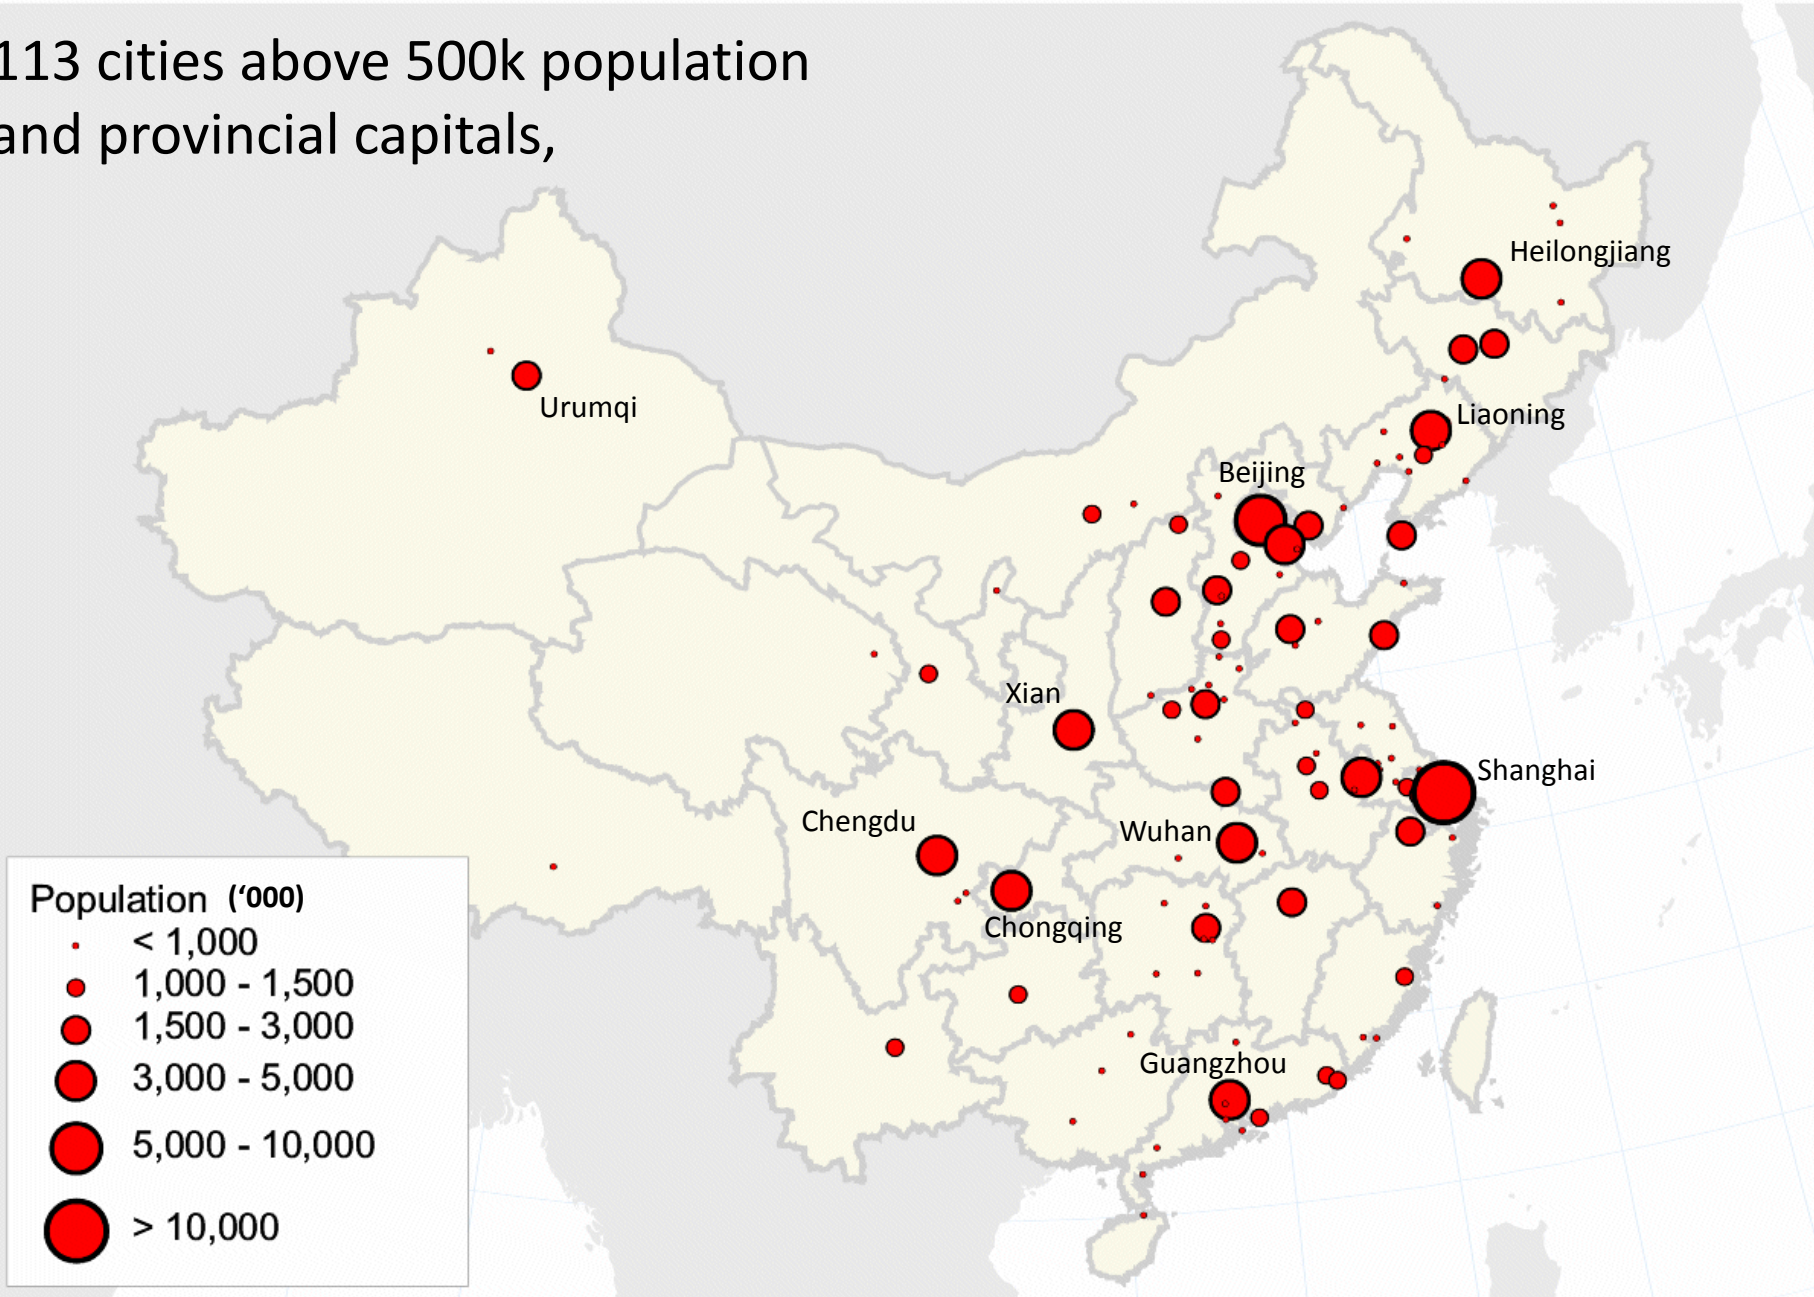 113 cities above 500k population
and provincial capitals,
Heilongjiang
Urumqi
Liaoning
Beijing
Xian
Shanghai
Chengdu
Wuhan
Chongqing
Guangzhou
Population (‘000)
< 1,000
1,000 - 1,500
1,500 - 3,000
3,000 - 5,000
5,000 - 10,000
> 10,000